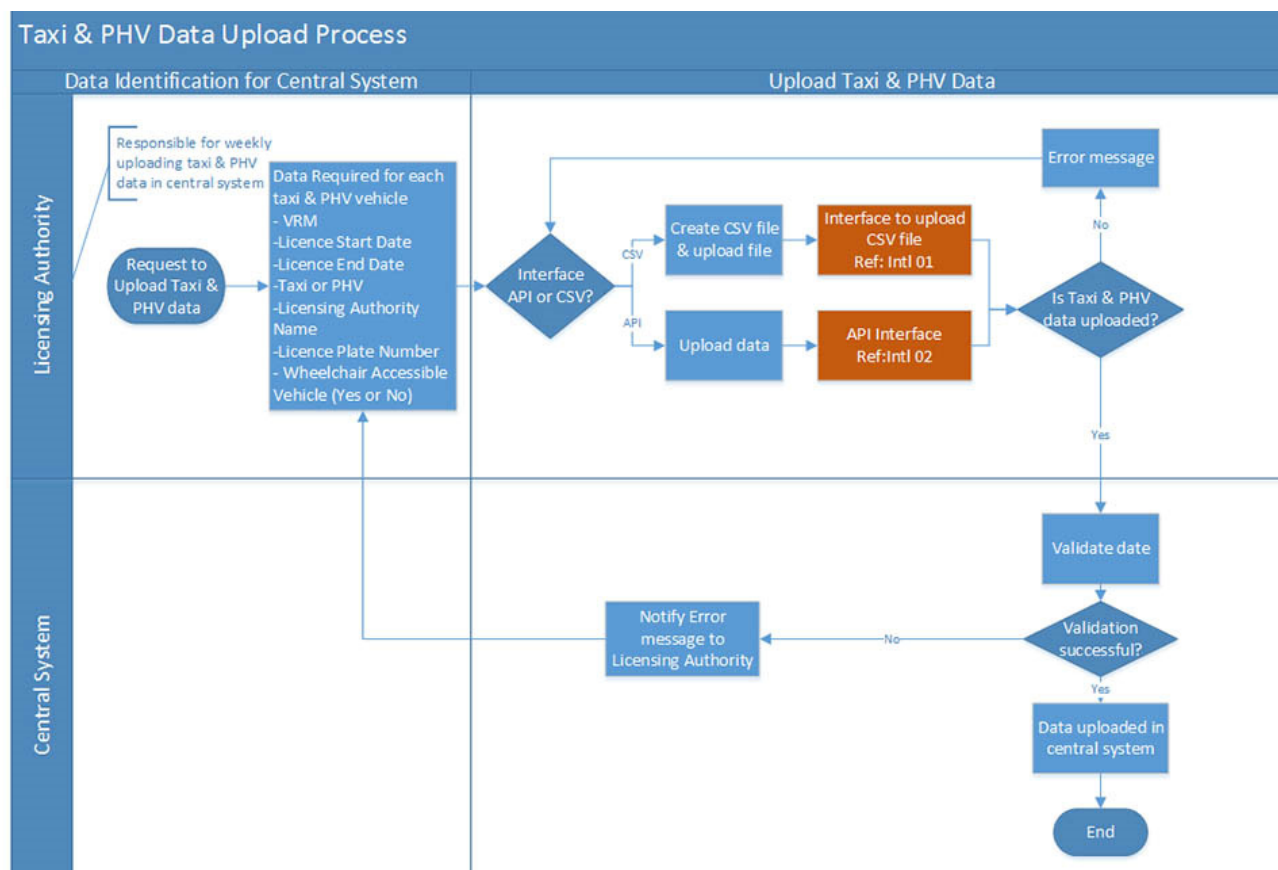 Taxi & PHV Data Upload Process
Data Identification for Central System
Upload Taxi & PHV Data
Licensing Authority
Responsible for weekly
uploading taxi & PHV
data in central system
Request to
Upload Taxi &
PHV data
Data Required for each
taxi & PHV vehicle
- VRM
-Licence Start Date
-Licence End Date
-Taxi or PHV
-Licensing Authority
Name
-Licence Plate Number
- Wheelchair Accessible
Vehicle (Yes or No)
Interface
API or CSV?
CSV
Create CSV file
& upload file
Interface to upload
CSV file
Ref: Intl 01
API
Upload data
API Interface
Ref:Intl 02
Error message
No
Is Taxi & PHV
data uploaded?
Yes
Central System
Validate date
Validation
successful?
No
Notify Error
message to
Licensing Authority
Yes
Data uploaded in
central system
End